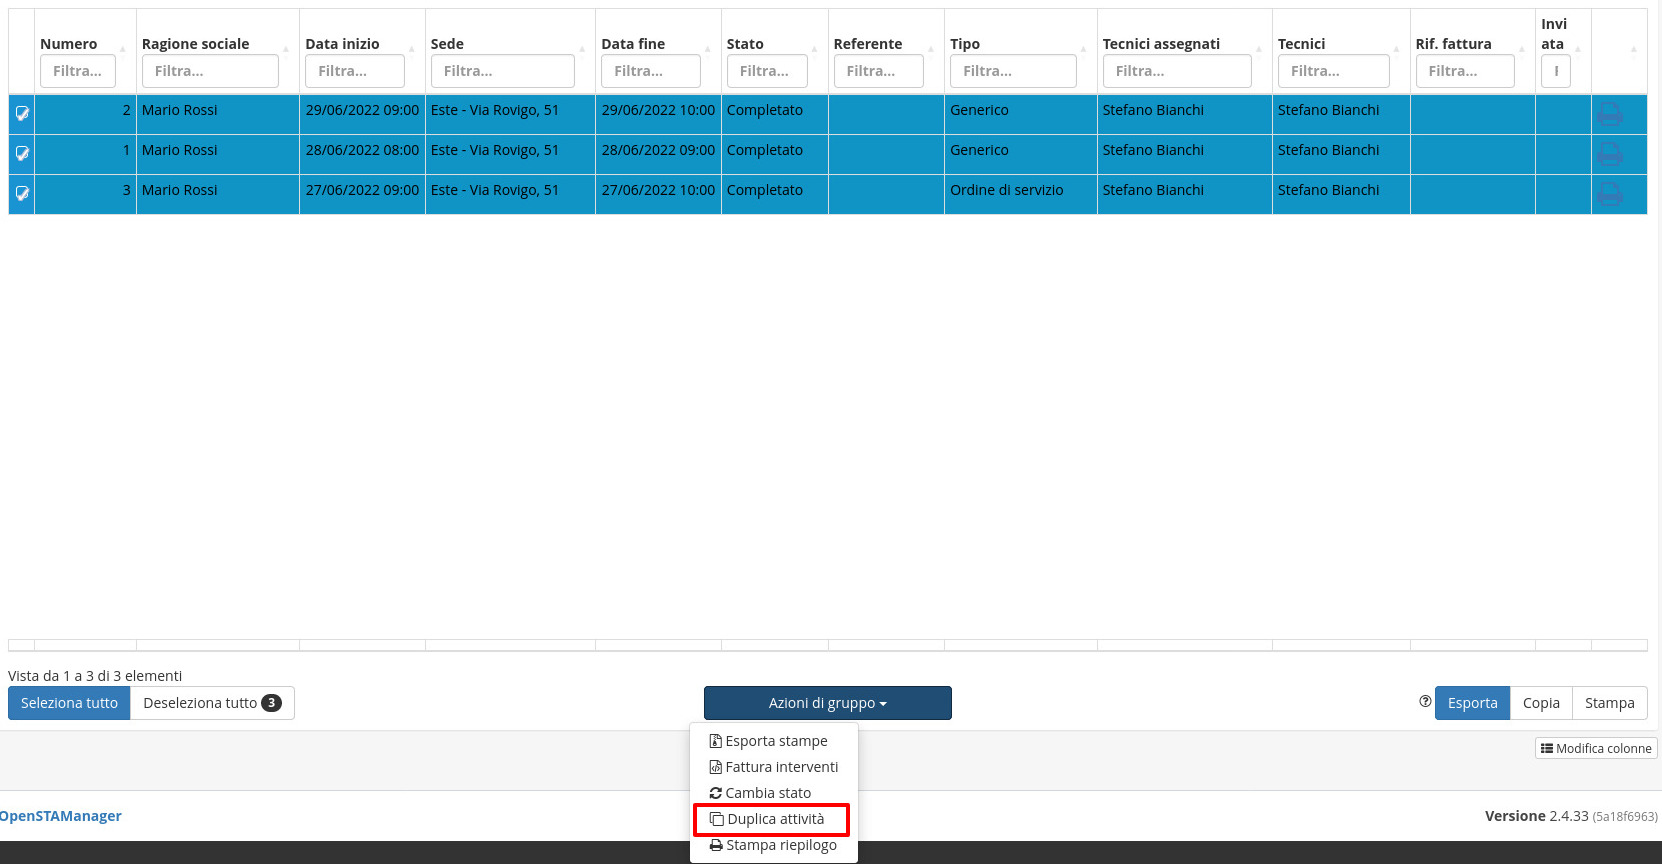 Numero Ragione sociale Data inizio Sede Data fine Stato Referente Tipo Tecnici assegnati Tecnici Rif. fattura Invi
ata
Filtra... Filtra... Filtra... Filtra... Filtra... Filtra... Filtra... Filtra... Filtra... Filtra... Filtra...
2 Mario Rossi 29/06/2022 09:00 Este - Via Rovigo, 51 29/06/2022 10:00 Completato Generico Stefano Bianchi Stefano Bianchi
1 Mario Rossi 28/06/2022 08:00 Este - Via Rovigo, 51 28/06/2022 09:00 Completato Generico Stefano Bianchi Stefano Bianchi
3 Mario Rossi 27/06/2022 09:00 Este - Via Rovigo, 51 27/06/2022 10:00 Completato Ordine di servizio Stefano Bianchi Stefano Bianchi
Vista da 1 a 3 di 3 elementi
Seleziona tutto Deseleziona tutto 3 Azioni di gruppo Esporta Copia Stampa
Esporta stampe
Modifica colonne
Fattura interventi
Cambia stato
Duplica attività
OpenSTAManager Versione 2.4.33 (5a18f6963)
Stampa riepilogo